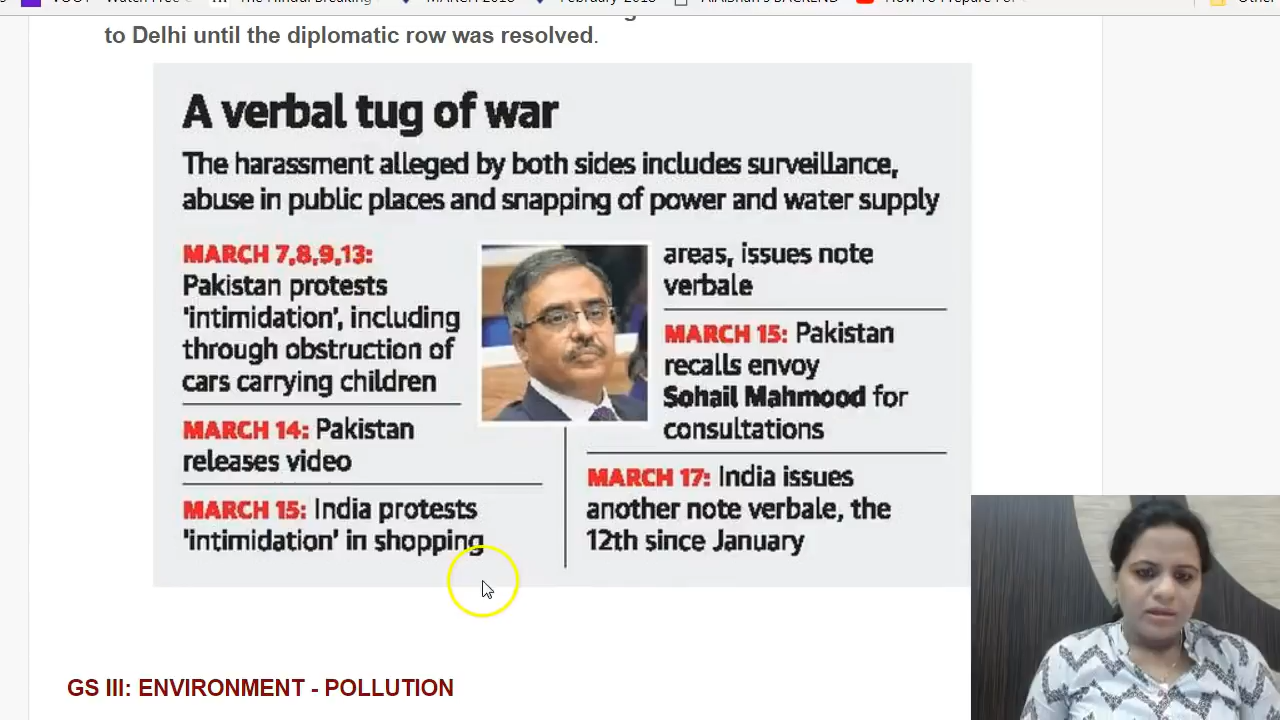 to Delhi until the diplomatic row was resolved.
A verbal tug of war
The harassment alleged by both sides includes surveillance,
abuse in public places and snapping of power and water supply
MARCH 7,8,9,13:
Pakistan protests
'intimidation', including
through obstruction of
cars carrying children
MARCH 14: Pakistan
releases video
MARCH 15: India protests
'intimidation' in shopping
areas, issues note
verbale
MARCH 15: Pakistan
recalls envoy
Sohail Mahmood for
consultations
MARCH 17: India issues
another note verbale, the
12th since January
GS III: ENVIRONMENT - POLLUTION